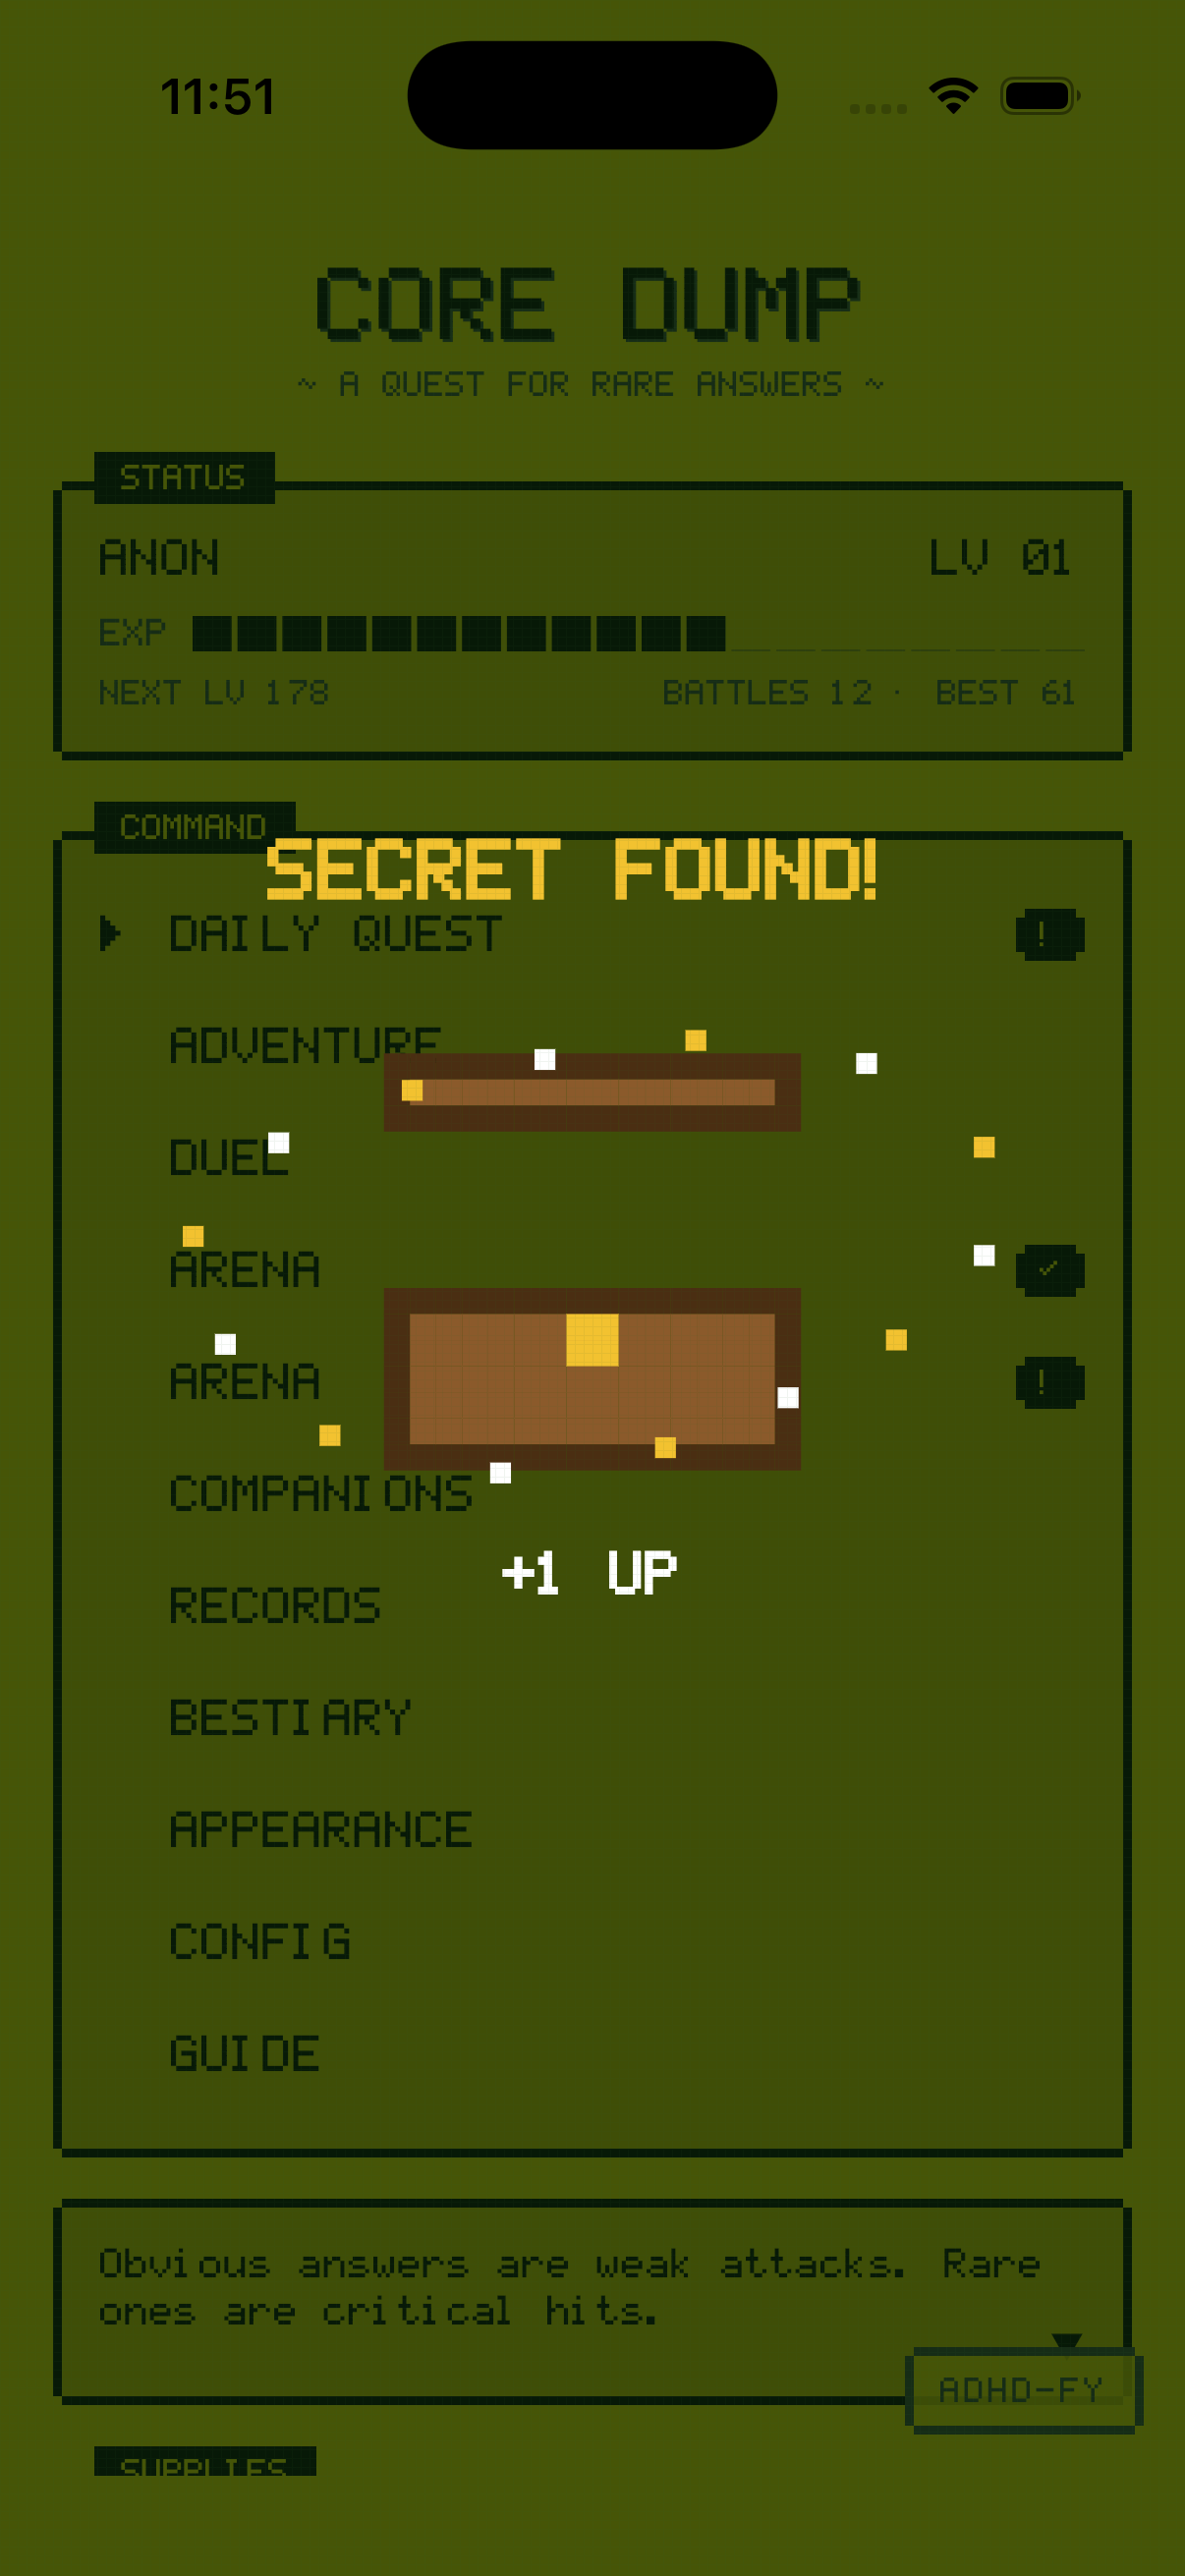 11:51
CORE DUMP
~ A QUEST FOR RARE ANSWERS ~
STATUS
ANON LV 01
EXP
NEXT LV 178 BATTLES 12 · BEST 61
COMMAND
SECRET FOUND!
DAILY QUEST !
ADVENTURE
DUEL
ARENA ✓
ARENA !
COMPANIONS
+1 UP
RECORDS
BESTIARY
APPEARANCE
CONFIG
GUIDE
Obvious answers are weak attacks. Rare
ones are critical hits.
ADHD-FY
SUPPLIES